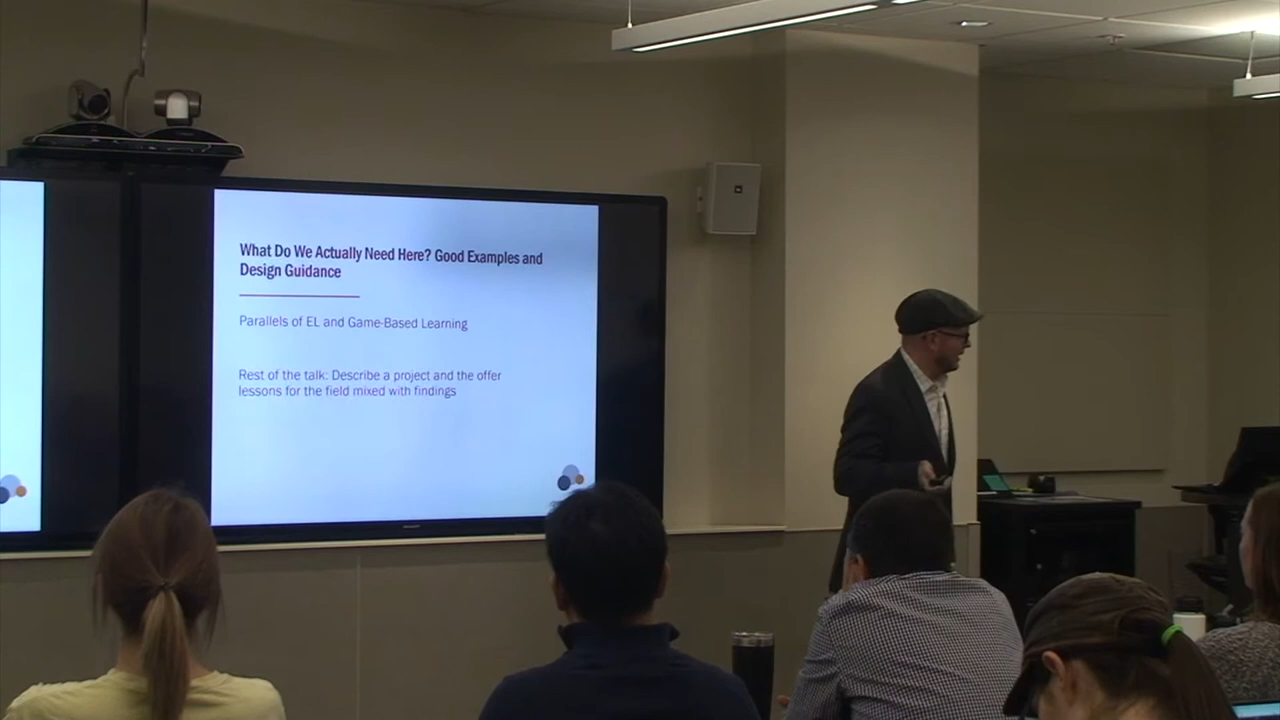 What Do We Actually Need Here? Good Examples and
Design Guidance
Parallels of EL and Game-Based Learning
Rest of the talk: Describe a project and the offer
lessons for the field mixed with findings